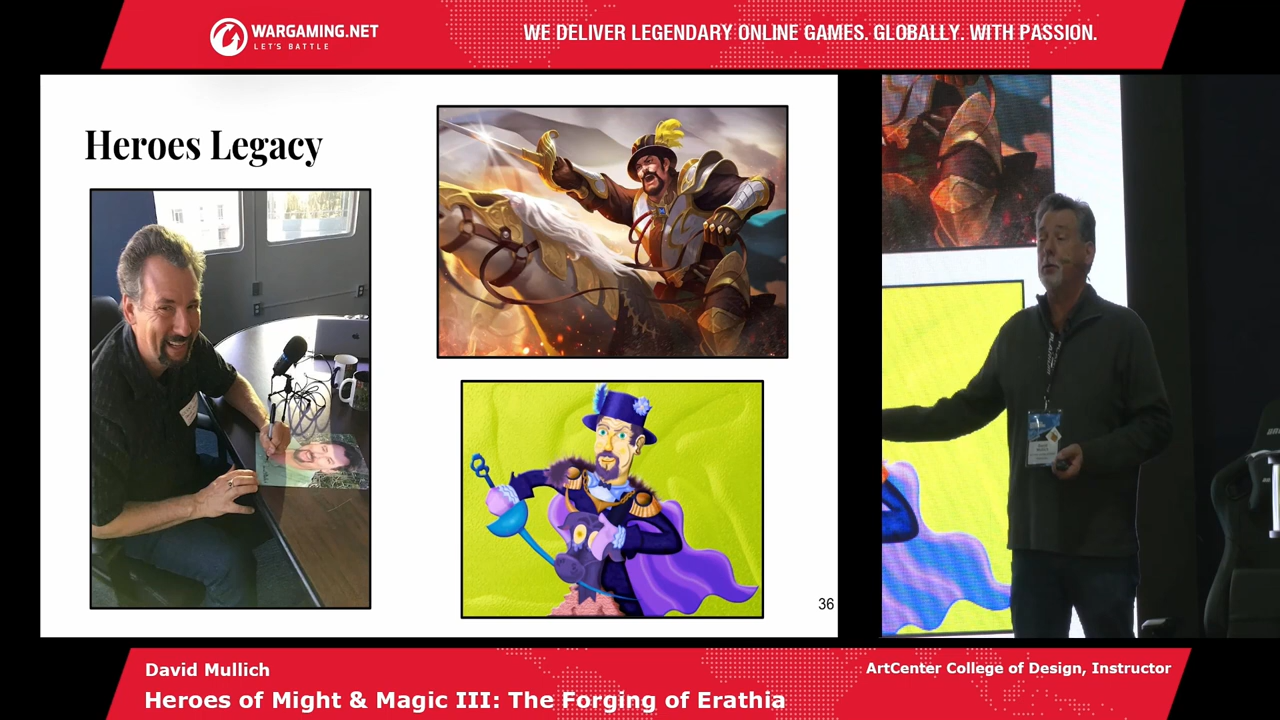 WARGAMING.NET
LET'S BATTLE
WE DELIVER LEGENDARY ONLINE GAMES. GLOBALLY. WITH PASSION.
Heroes Legacy
36
David Mullich
ArtCenter College of Design, Instructor
Heroes of Might & Magic III: The Forging of Erathia